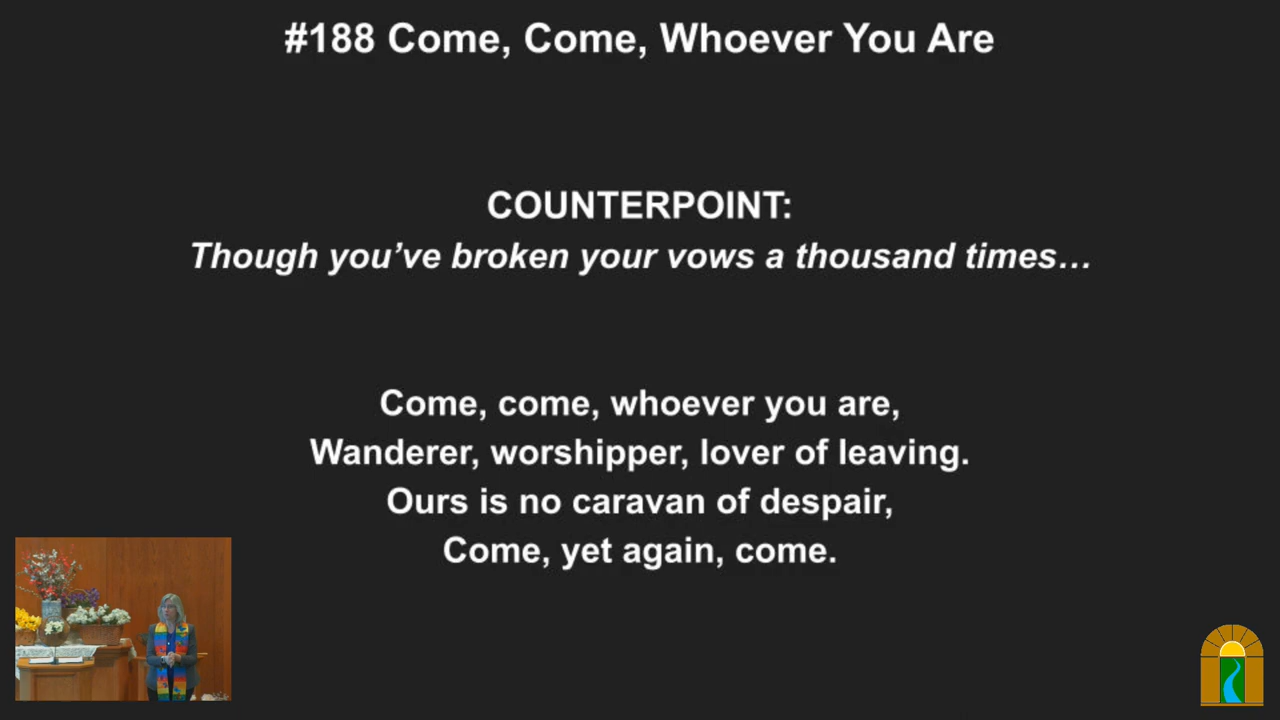 #188 Come, Come, Whoever You Are
COUNTERPOINT:
Though you’ve broken your vows a thousand times…
Come, come, whoever you are,
Wanderer, worshipper, lover of leaving.
Ours is no caravan of despair,
Come, yet again, come.